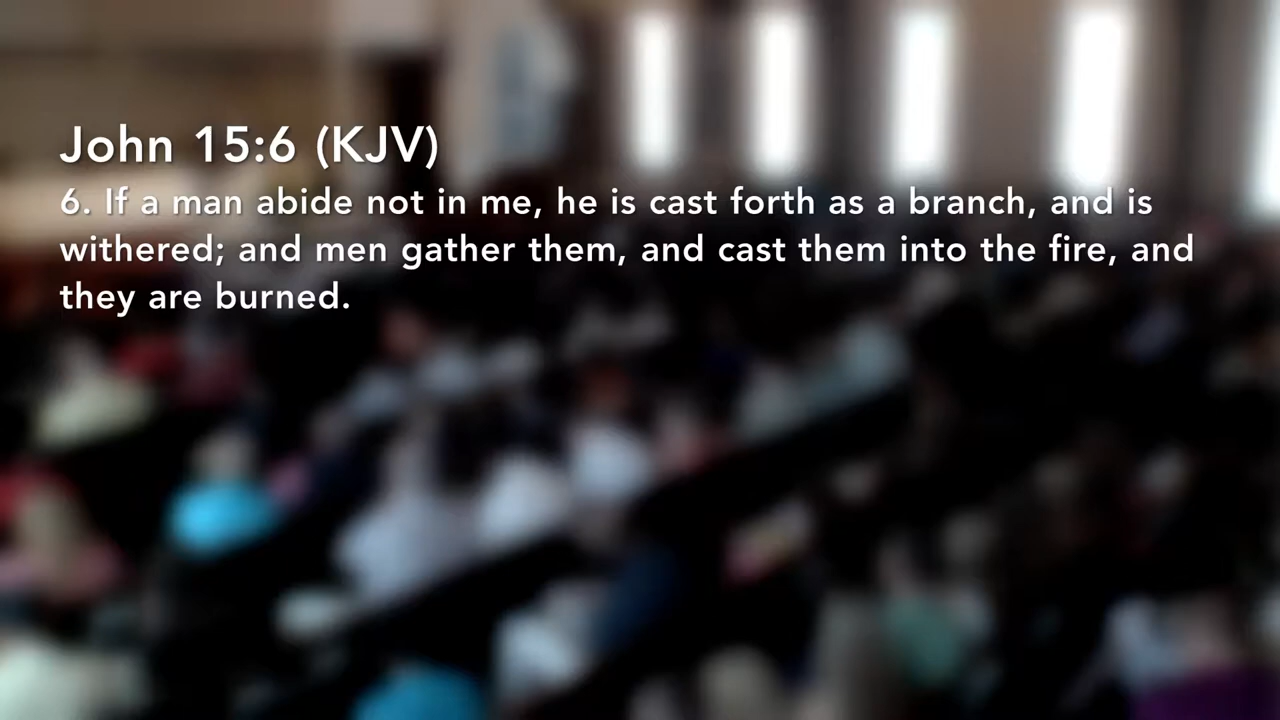 John 15:6 (KJV)
6. If a man abide not in me, he is cast forth as a branch, and is
withered; and men gather them, and cast them into the fire, and
they are burned.